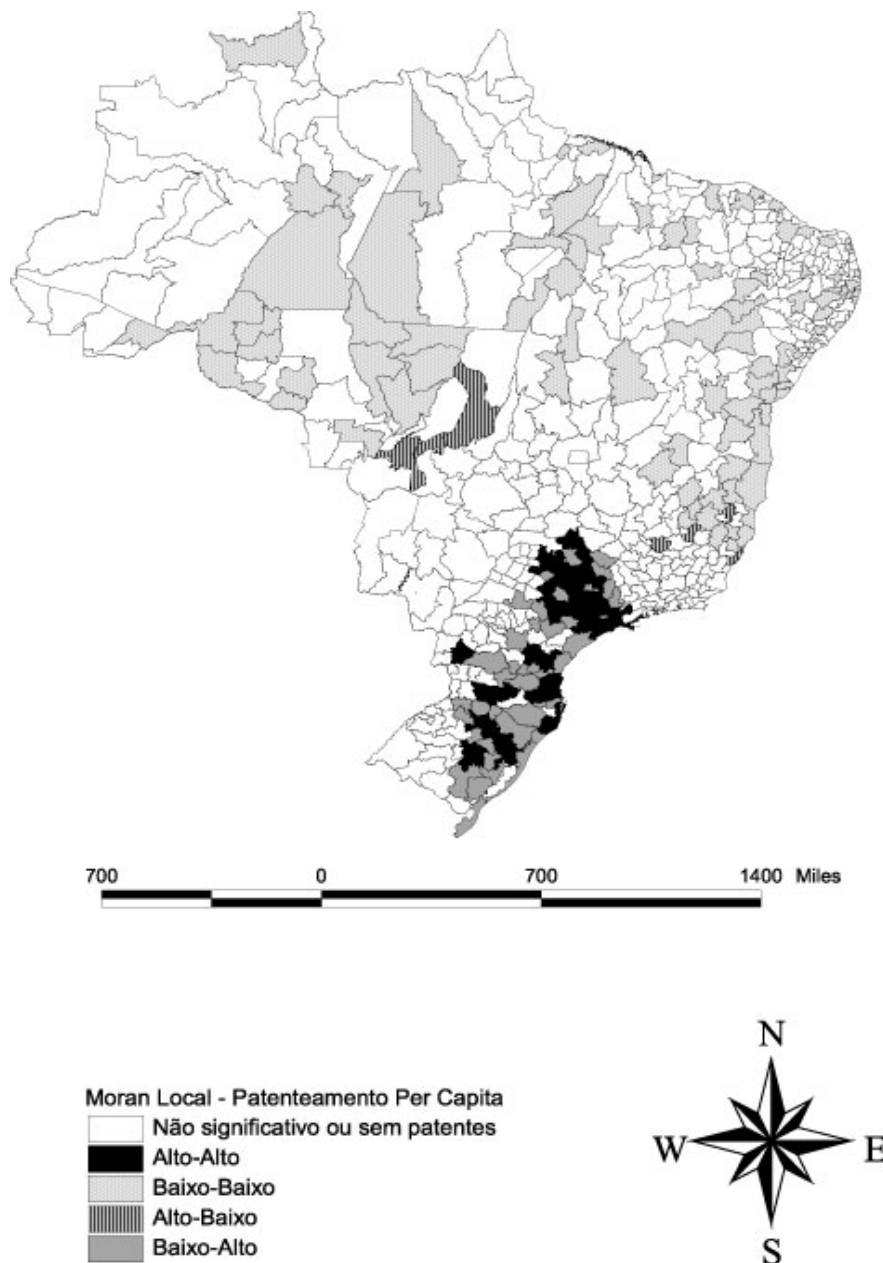 700 0 700 1400 Miles
N
W E
S
Moran Local - Patenteamento Per Capita
Não significativo ou sem patentes
Alto-Alto
Baixo-Baixo
Alto-Baixo
Baixo-Alto